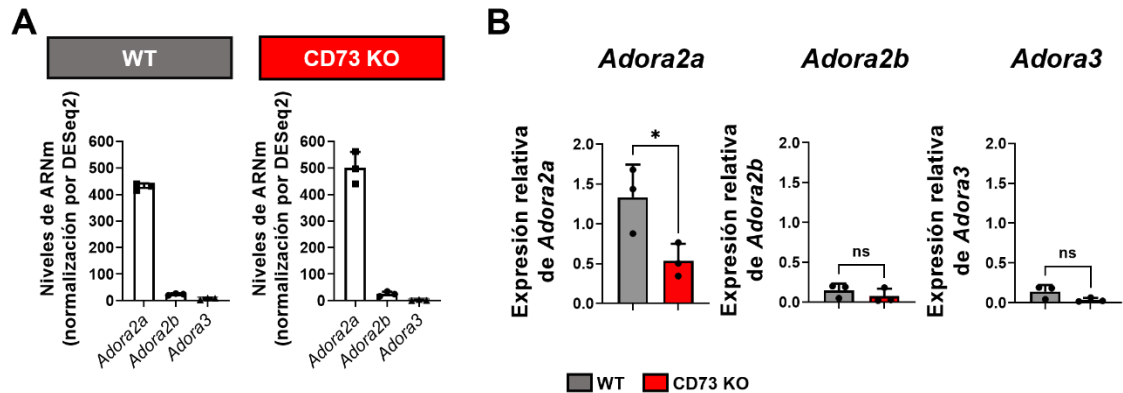 A
WT
CD73 KO
Niveles de ARNm
(normalización por DESeq2)
600
500
400
300
200
100
0
Adora2a
Adora2b
Adora3
Niveles de ARNm
(normalización por DESeq2)
600
500
400
300
200
100
0
Adora2a
Adora2b
Adora3
B
Adora2a
Expresión relativa
de Adora2a
2.0
1.5
1.0
0.5
0.0
*
Adora2b
Expresión relativa
de Adora2b
2.0
1.5
1.0
0.5
0.0
ns
Adora3
Expresión relativa
de Adora3
2.0
1.5
1.0
0.5
0.0
ns
WT
CD73 KO